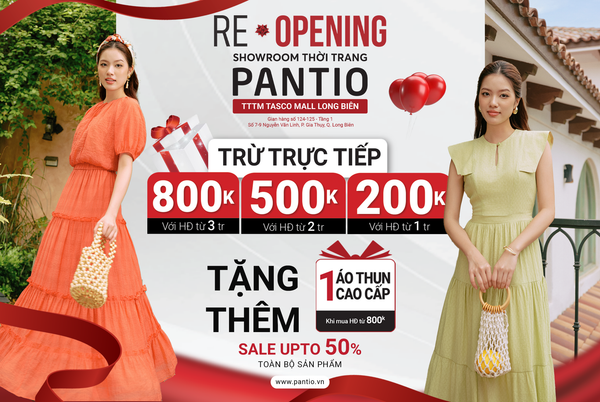 RE OPENING
SHOWROOM THỜI TRANG
PANTIO
TTTM TASCO MALL LONG BIÊN
Gian hàng số 124-125 - Tầng 1
Số 7-9 Nguyễn Văn Linh, P. Gia Thụy, Q. Long Biên
TRỪ TRỰC TIẾP
800K 500K 200K
Với HĐ từ 3 tr Với HĐ từ 2 tr Với HĐ từ 1 tr
TẶNG THÊM
1 ÁO THUN CAO CẤP
Khi mua HĐ từ 800k
SALE UPTO 50%
TOÀN BỘ SẢN PHẨM
www.pantio.vn